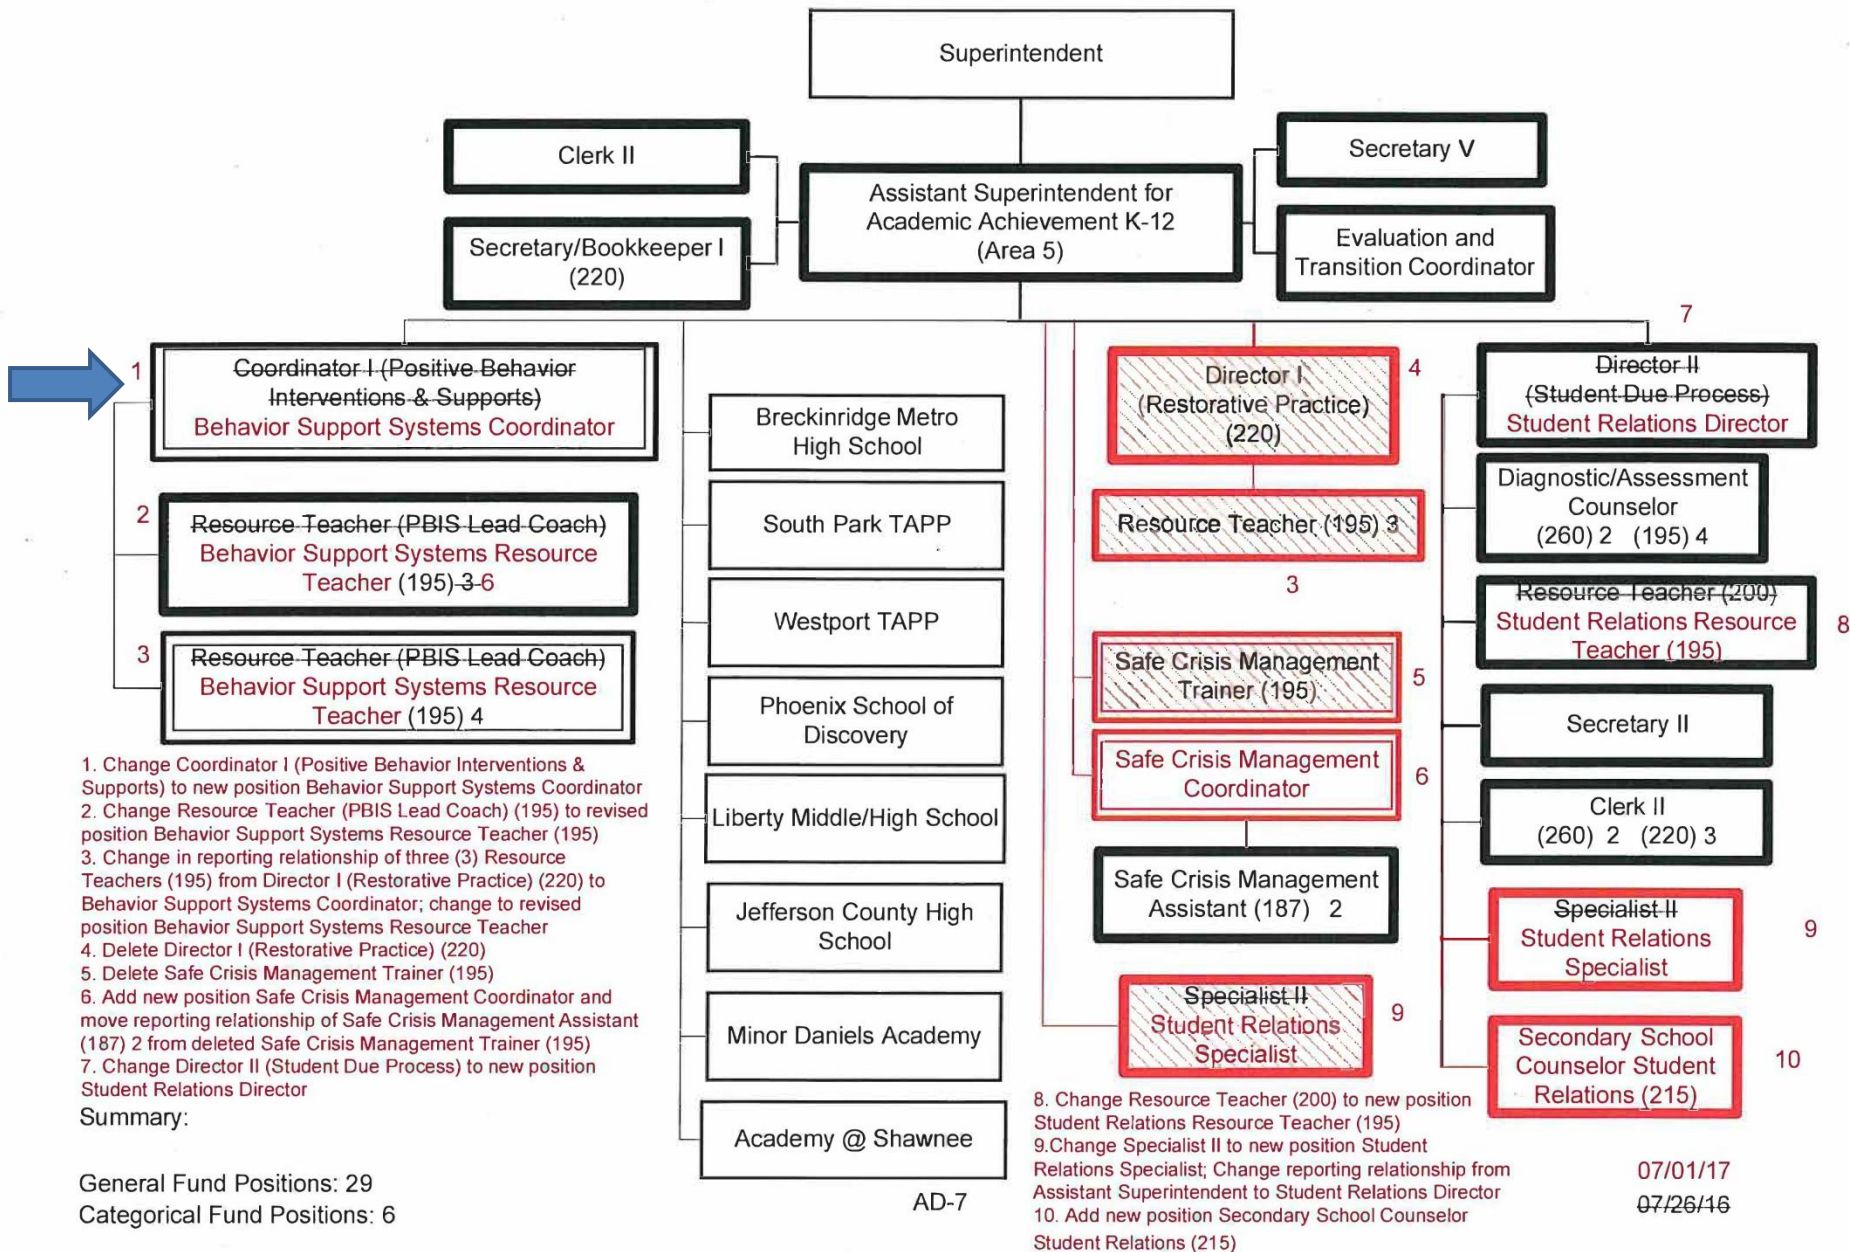 Superintendent
Clerk II
Secretary V
Assistant Superintendent for
Academic Achievement K-12
(Area 5)
Secretary/Bookkeeper I
(220)
Evaluation and
Transition Coordinator
1
Coordinator I (Positive Behavior
Interventions & Supports)
Behavior Support Systems Coordinator
2
Resource Teacher (PBIS Lead Coach)
Behavior Support Systems Resource
Teacher (195) 3 6
3
Resource Teacher (PBIS Lead Coach)
Behavior Support Systems Resource
Teacher (195) 4
Breckinridge Metro
High School
South Park TAPP
Westport TAPP
Phoenix School of
Discovery
Liberty Middle/High School
Jefferson County High
School
Minor Daniels Academy
Academy @ Shawnee
Director I
(Restorative Practice)
(220)
4
Resource Teacher (195) 3
3
Safe Crisis Management
Trainer (195)
5
Safe Crisis Management
Coordinator
6
Safe Crisis Management
Assistant (187) 2
Specialist II
Student Relations
Specialist
9
7
Director II
(Student Due Process)
Student Relations Director
Diagnostic/Assessment
Counselor
(260) 2 (195) 4
Resource Teacher (200)
Student Relations Resource
Teacher (195)
8
Secretary II
Clerk II
(260) 2 (220) 3
Specialist II
Student Relations
Specialist
9
Secondary School
Counselor Student
Relations (215)
10
1. Change Coordinator I (Positive Behavior Interventions &
Supports) to new position Behavior Support Systems Coordinator
2. Change Resource Teacher (PBIS Lead Coach) (195) to revised
position Behavior Support Systems Resource Teacher (195)
3. Change in reporting relationship of three (3) Resource
Teachers (195) from Director I (Restorative Practice) (220) to
Behavior Support Systems Coordinator; change to revised
position Behavior Support Systems Resource Teacher
4. Delete Director I (Restorative Practice) (220)
5. Delete Safe Crisis Management Trainer (195)
6. Add new position Safe Crisis Management Coordinator and
move reporting relationship of Safe Crisis Management Assistant
(187) 2 from deleted Safe Crisis Management Trainer (195)
7. Change Director II (Student Due Process) to new position
Student Relations Director
Summary:
General Fund Positions: 29
Categorical Fund Positions: 6
AD-7
8. Change Resource Teacher (200) to new position
Student Relations Resource Teacher (195)
9.Change Specialist II to new position Student
Relations Specialist; Change reporting relationship from
Assistant Superintendent to Student Relations Director
10. Add new position Secondary School Counselor
Student Relations (215)
07/01/17
07/26/16